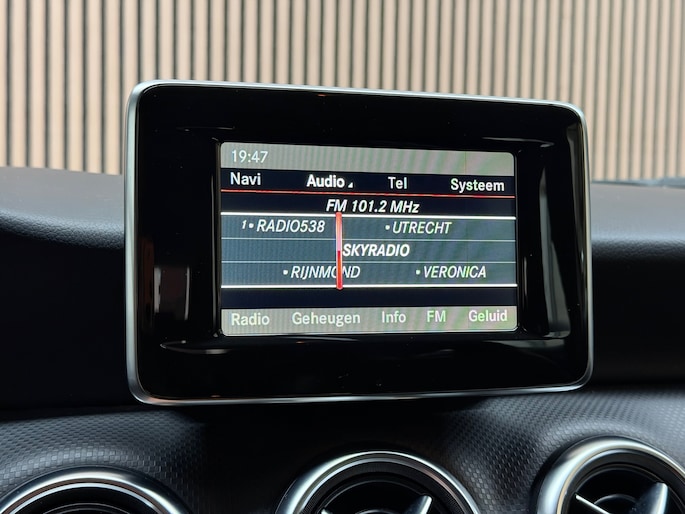 19:47
Navi Audio Tel Systeem
FM 101.2 MHz
1•RADIO538 •UTRECHT
SKYRADIO
•RIJNMOND •VERONICA
Radio Geheugen Info FM Geluid